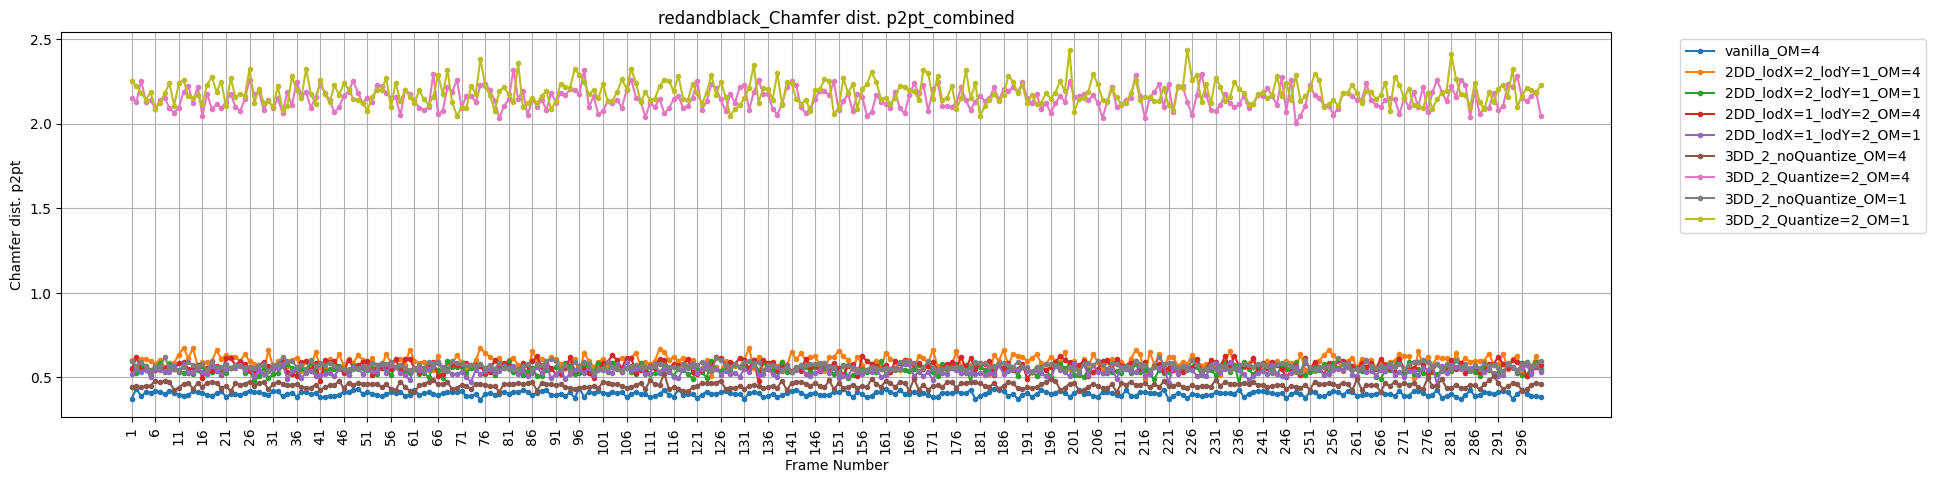 redandblack_Chamfer dist. p2pt_combined
Chamfer dist. p2pt
2.5
2.0
1.5
1.0
0.5
1 6 11 16 21 26 31 36 41 46 51 56 61 66 71 76 81 86 91 96 101 106 111 116 121 126 131 136 141 146 151 156 161 166 171 176 181 186 191 196 201 206 211 216 221 226 231 236 241 246 251 256 261 266 271 276 281 286 291 296
Frame Number
vanilla_OM=4
2DD_lodX=2_lodY=1_OM=4
2DD_lodX=2_lodY=1_OM=1
2DD_lodX=1_lodY=2_OM=4
2DD_lodX=1_lodY=2_OM=1
3DD_2_noQuantize_OM=4
3DD_2_Quantize=2_OM=4
3DD_2_noQuantize_OM=1
3DD_2_Quantize=2_OM=1